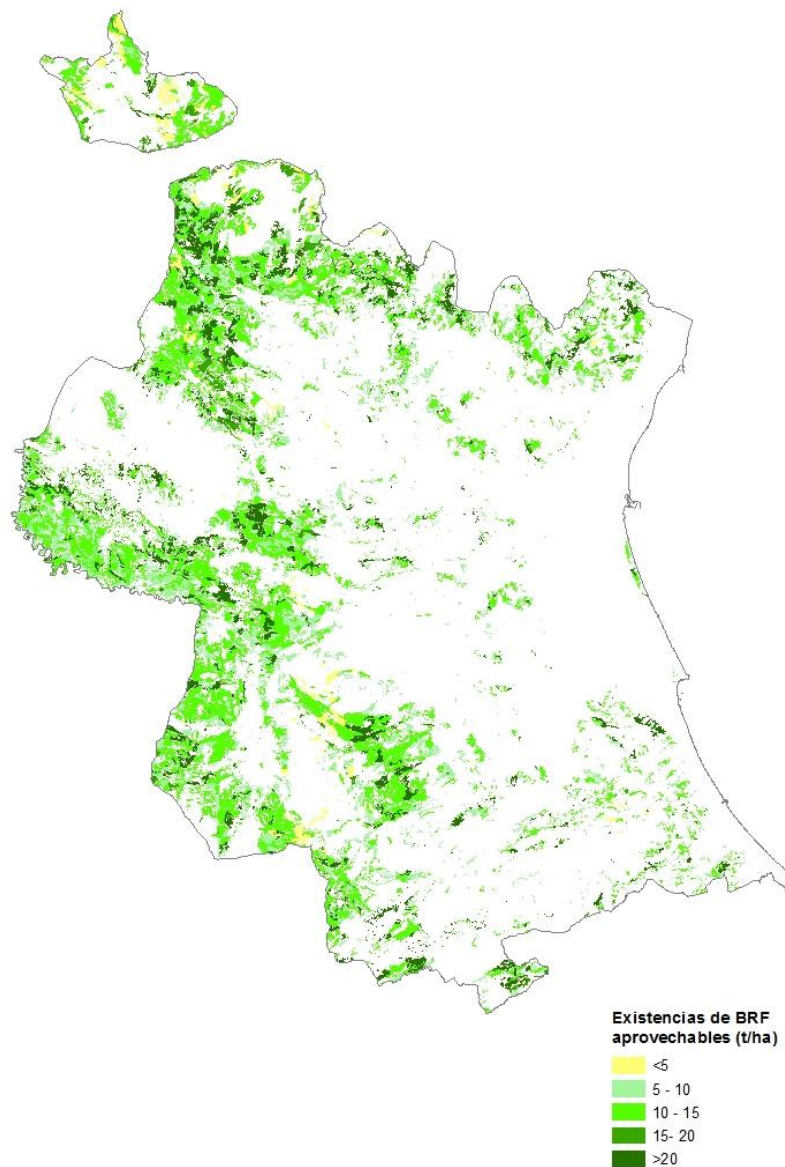 Existencias de BRF
aprovechables (t/ha)
<5
5 - 10
10 - 15
15- 20
>20